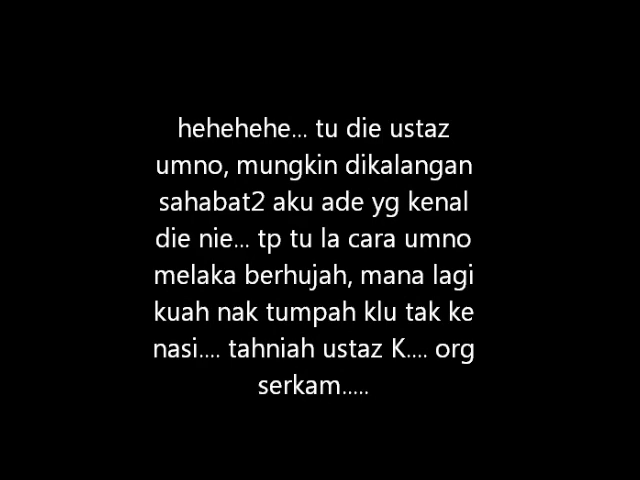 hehehehe... tu die ustaz
umno, mungkin dikalangan
sahabat2 aku ade yg kenal
die nie... tp tu la cara umno
melaka berhujah, mana lagi
kuah nak tumpah klu tak ke
nasi.... tahniah ustaz K.... org
serkam.....